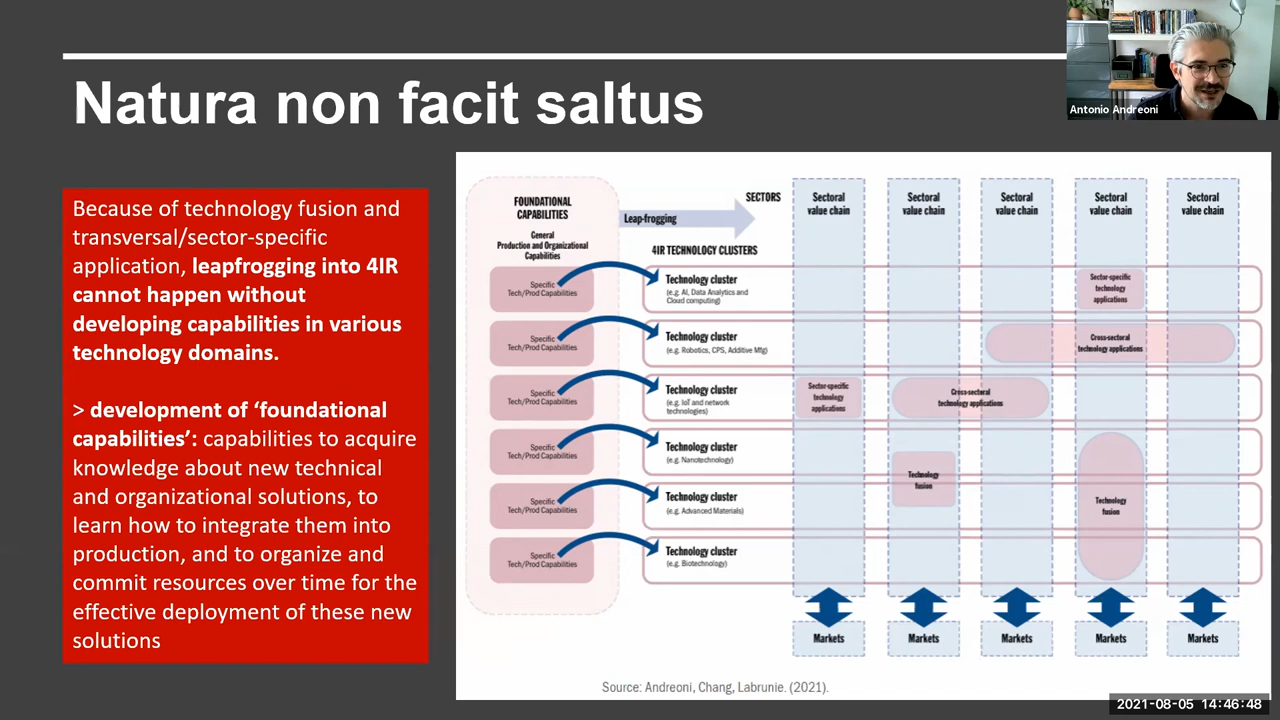 Natura non facit saltus
Antonio Andreoni
Because of technology fusion and
transversal/sector-specific
application, leapfrogging into 4IR
cannot happen without
developing capabilities in various
technology domains.
> development of ‘foundational
capabilities’: capabilities to acquire
knowledge about new technical
and organizational solutions, to
learn how to integrate them into
production, and to organize and
commit resources over time for the
effective deployment of these new
solutions
FOUNDATIONAL
CAPABILITIES
General
Production and Organizational
Capabilities
Specific
Tech/Prod Capabilities
Specific
Tech/Prod Capabilities
Specific
Tech/Prod Capabilities
Specific
Tech/Prod Capabilities
Specific
Tech/Prod Capabilities
Specific
Tech/Prod Capabilities
Leap-frogging
SECTORS
4IR TECHNOLOGY CLUSTERS
Technology cluster
(e.g. AI, Data Analytics and
Cloud computing)
Technology cluster
(e.g. Robotics, CPS, Additive Mfg)
Technology cluster
(e.g. IoT and network
technologies)
Technology cluster
(e.g. Nanotechnology)
Technology cluster
(e.g. Advanced Materials)
Technology cluster
(e.g. Biotechnology)
Sectoral
value chain
Sectoral
value chain
Sectoral
value chain
Sectoral
value chain
Sectoral
value chain
Sector-specific
technology
applications
Cross-sectoral
technology applications
Sector-specific
technology
applications
Cross-sectoral
technology applications
Technology
fusion
Technology
fusion
Markets
Markets
Markets
Markets
Markets
Source: Andreoni, Chang, Labrunie. (2021).
2021-08-05 14:46:48